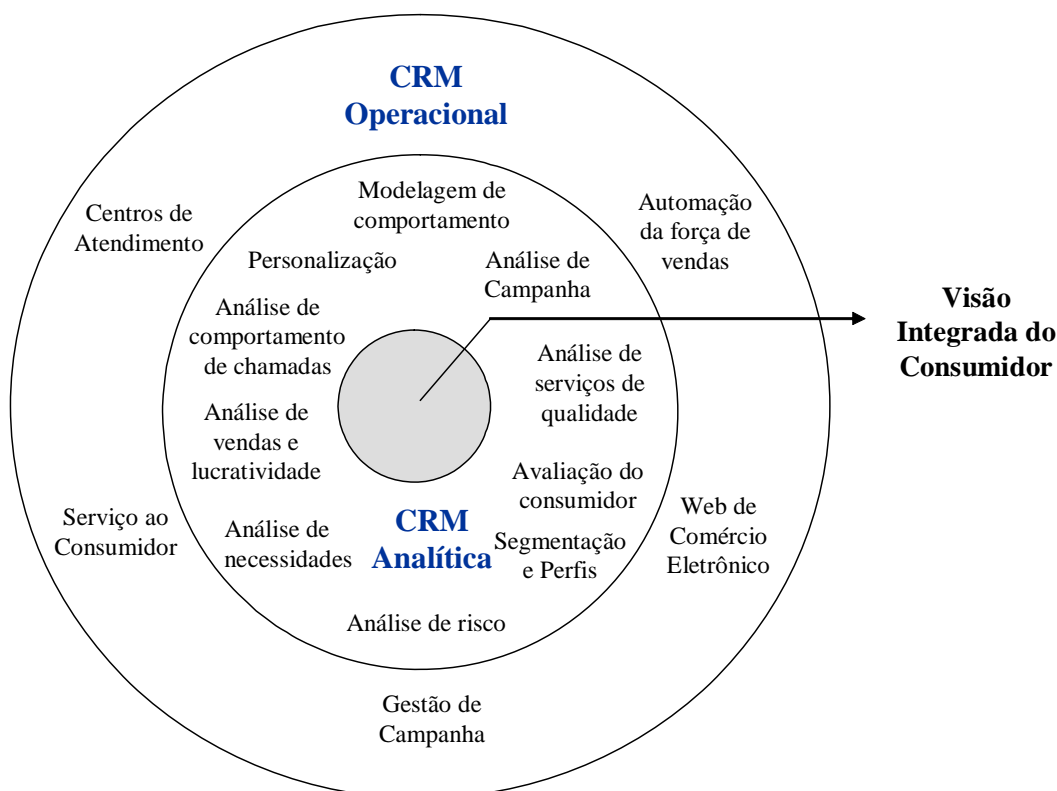 CRM
Operacional
Modelagem de
comportamento
Centros de
Atendimento
Automação
da força de
vendas
Personalização
Análise de
Campanha
Visão
Integrada do
Consumidor
Análise de
comportamento
de chamadas
Análise de
serviços de
qualidade
Análise de
vendas e
lucratividade
Avaliação do
consumidor
Serviço ao
Consumidor
Análise de
necessidades
CRM
Analítica
Segmentação
e Perfis
Web de
Comércio
Eletrônico
Análise de risco
Gestão de
Campanha